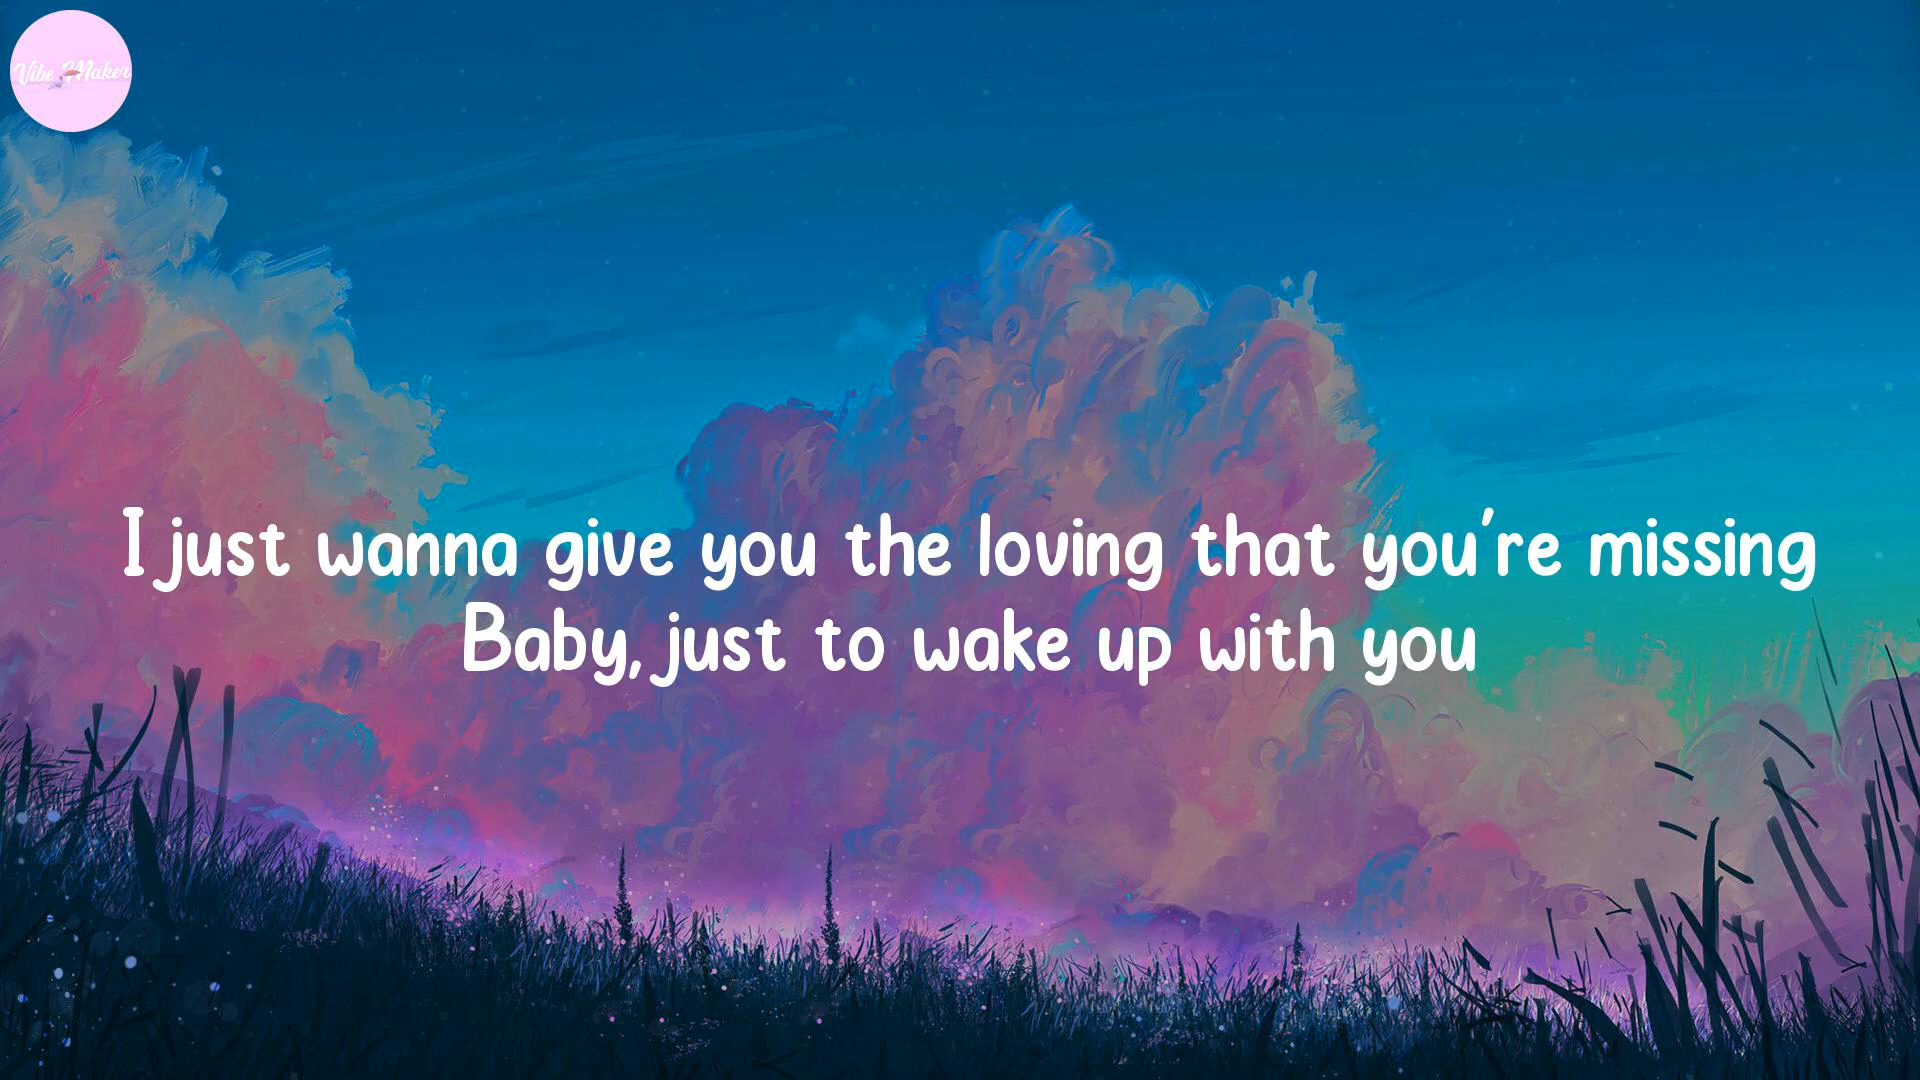 Vibe Maker
I just wanna give you the loving that you're missing
Baby, just to wake up with you